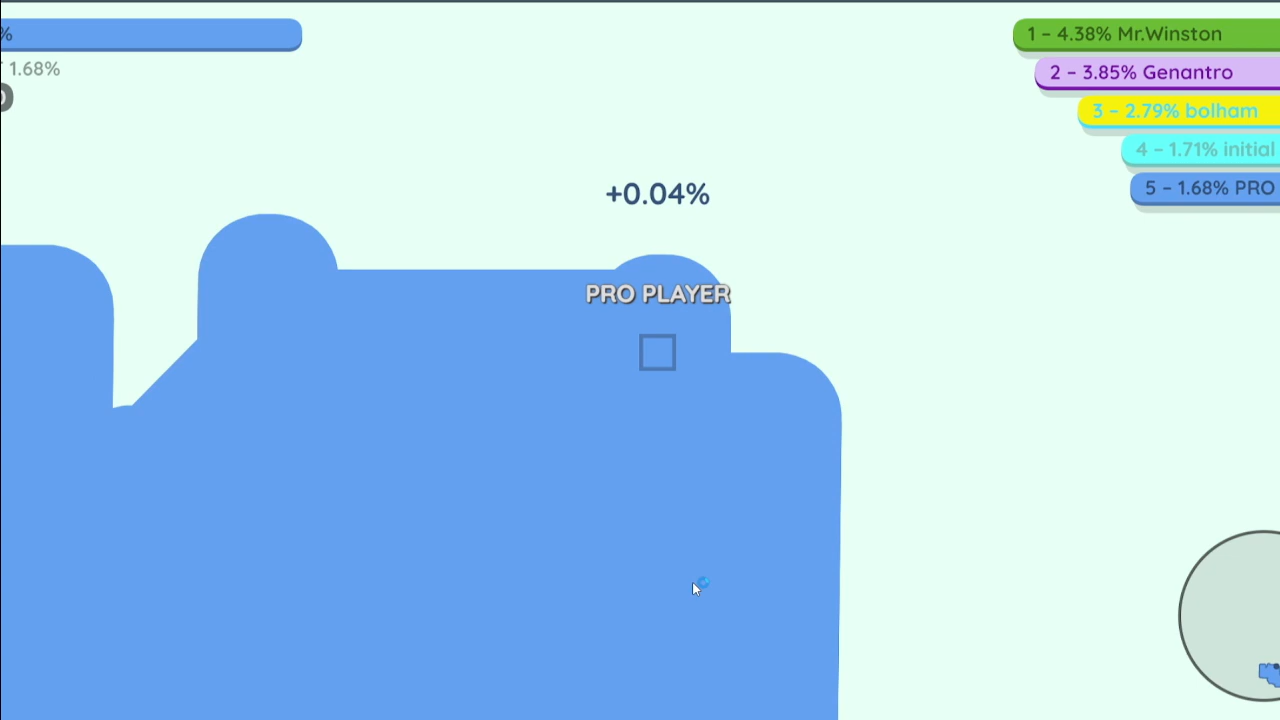 %
1.68%
1 - 4.38% Mr.Winston
2 - 3.85% Genantro
3 - 2.79% bolham
4 - 1.71% initial
5 - 1.68% PRO
+0.04%
PRO PLAYER